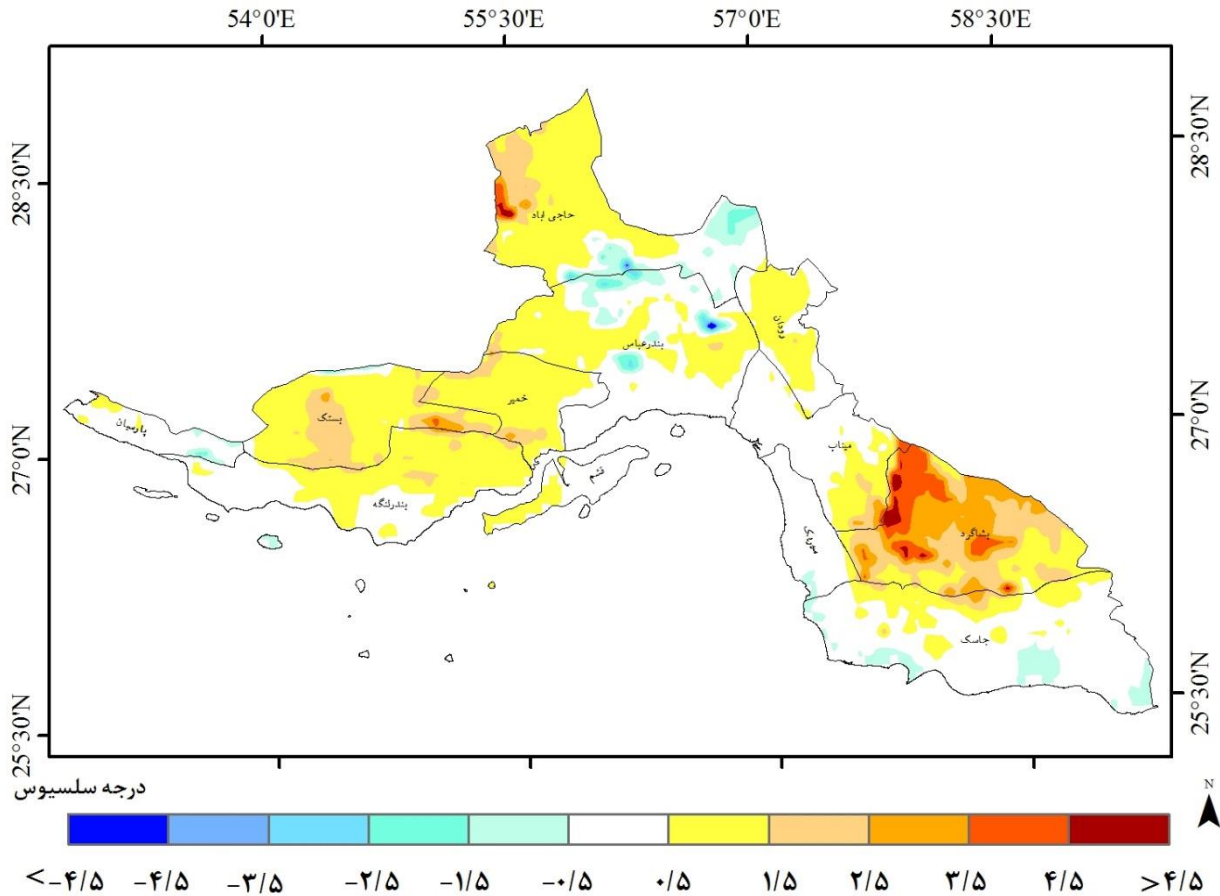 54°0'E 55°30'E 57°0'E 58°30'E
28°30'N 28°30'N
حاجی اباد
رودان
بندرعباس
خمیر
بستک
27°0'N
پارسیان
میناب
27°0'N
قشم
بندرلنگه
سیریک
بشاگرد
جاسک
25°30'N
25°30'N
درجه سلسیوس
N
<-۴/۵ -۴/۵ -۳/۵ -۲/۵ -۱/۵ -۰/۵ ۰/۵ ۱/۵ ۲/۵ ۳/۵ ۴/۵ >۴/۵